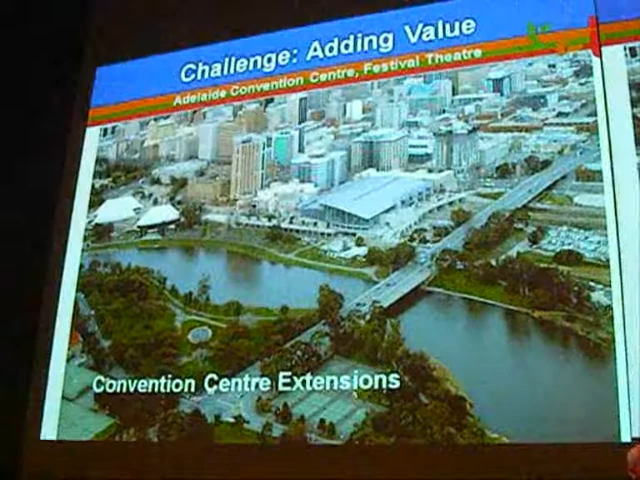 Challenge: Adding Value
Adelaide Convention Centre, Festival Theatre
Convention Centre Extensions